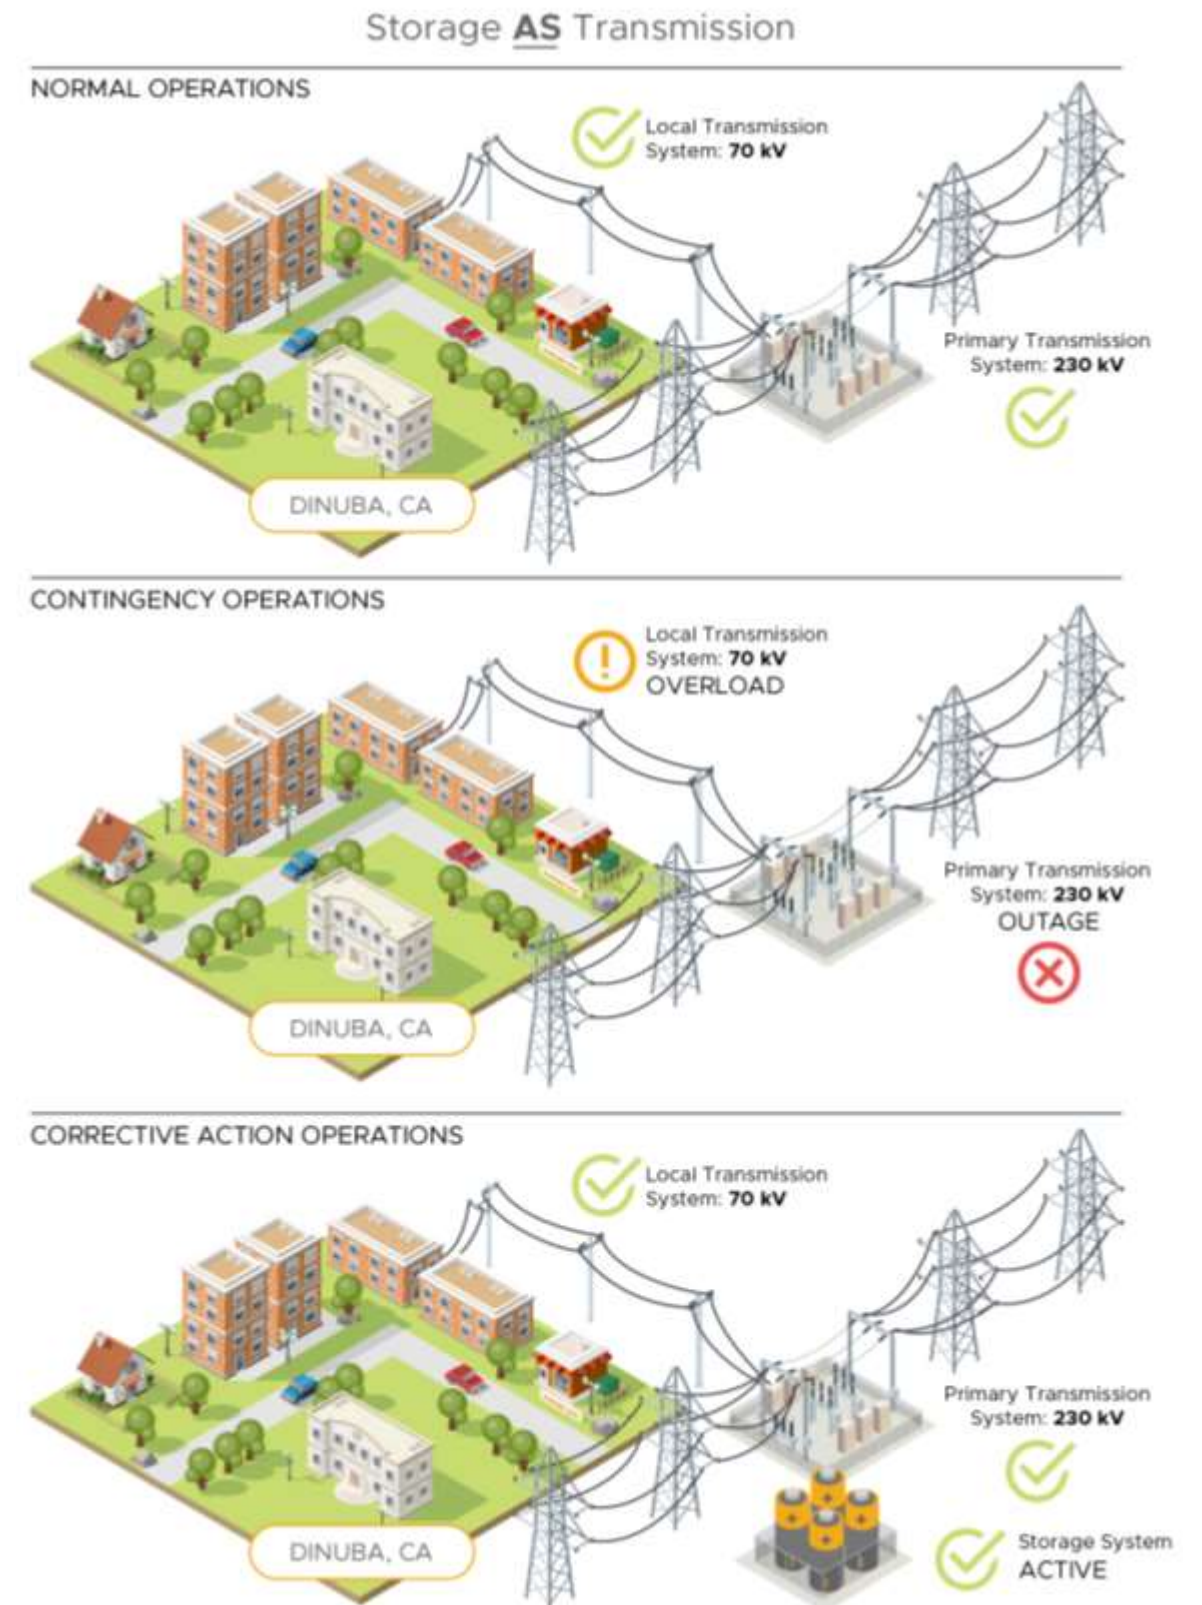 Storage AS Transmission
NORMAL OPERATIONS
Local Transmission
System: 70 kV
Primary Transmission
System: 230 kV
DINUBA, CA
CONTINGENCY OPERATIONS
Local Transmission
System: 70 kV
OVERLOAD
Primary Transmission
System: 230 kV
OUTAGE
DINUBA, CA
CORRECTIVE ACTION OPERATIONS
Local Transmission
System: 70 kV
Primary Transmission
System: 230 kV
Storage System
ACTIVE
DINUBA, CA